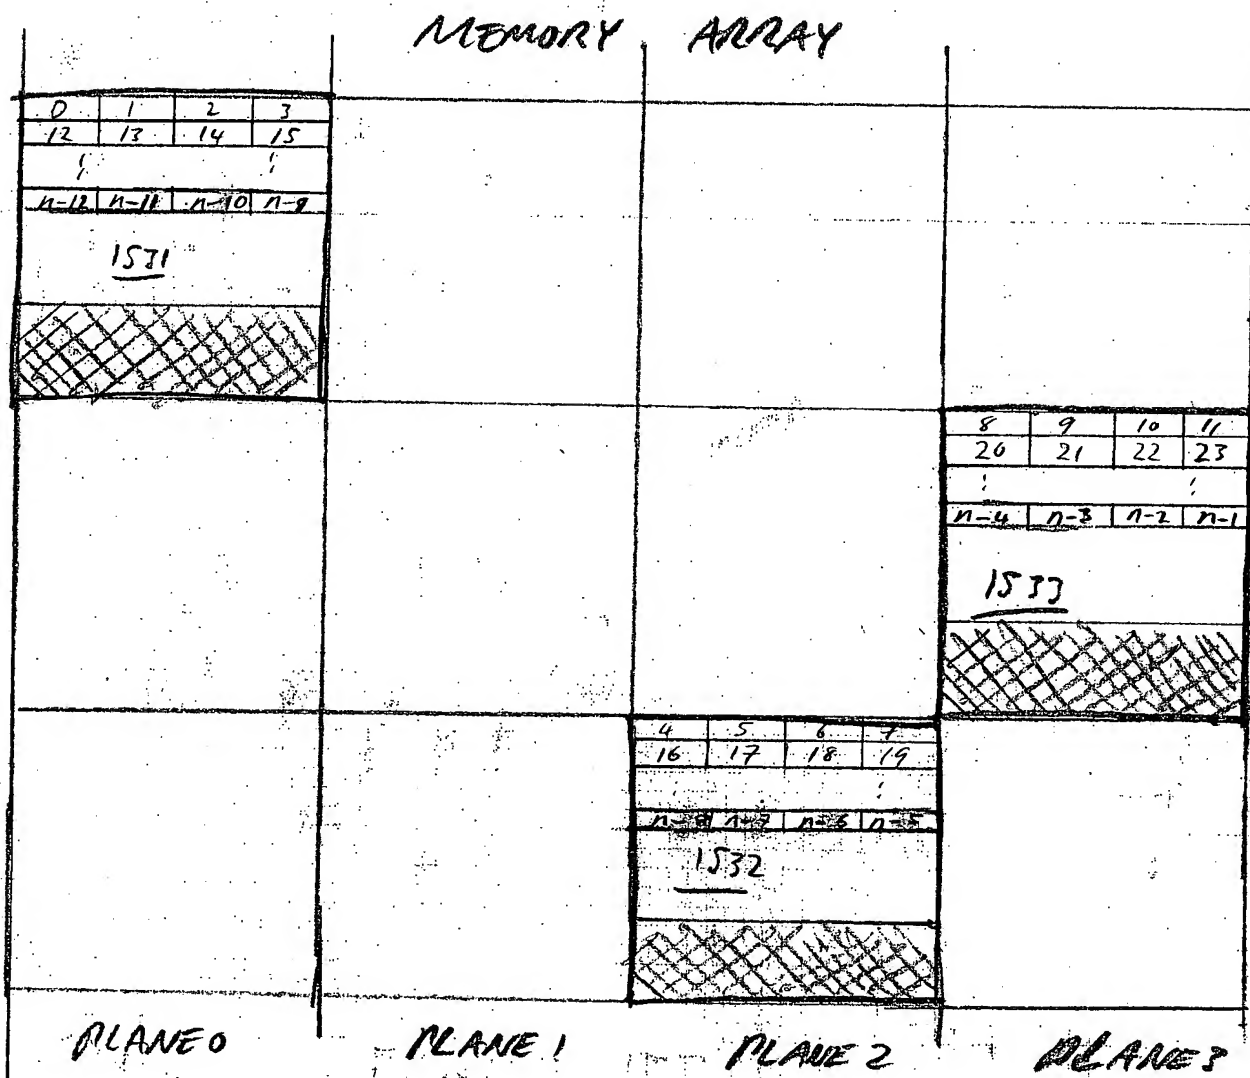 MEMORY ARRAY
0 1 2 3
12 13 14 15
n-12 n-11 n-10 n-9
1531
8 9 10 11
20 21 22 23
n-4 n-3 n-2 n-1
1533
4 5 6 7
16 17 18 19
n-8 n-7 n-6 n-5
1532
PLANE 0 PLANE 1 PLANE 2 PLANE 3